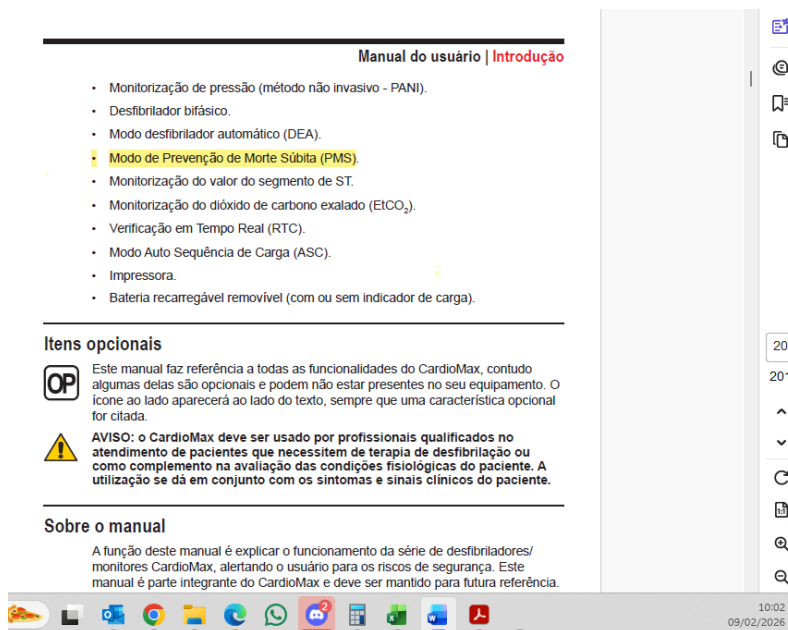 Manual do usuário | Introdução
• Monitorização de pressão (método não invasivo - PANI).
• Desfibrilador bifásico.
• Modo desfibrilador automático (DEA).
• Modo de Prevenção de Morte Súbita (PMS).
• Monitorização do valor do segmento de ST.
• Monitorização do dióxido de carbono exalado (EtCO₂).
• Verificação em Tempo Real (RTC).
• Modo Auto Sequência de Carga (ASC).
• Impressora.
• Bateria recarregável removível (com ou sem indicador de carga).
Itens opcionais
OP
Este manual faz referência a todas as funcionalidades do CardioMax, contudo
algumas delas são opcionais e podem não estar presentes no seu equipamento. O
ícone ao lado aparecerá ao lado do texto, sempre que uma característica opcional
for citada.
AVISO: o CardioMax deve ser usado por profissionais qualificados no
atendimento de pacientes que necessitem de terapia de desfibrilação ou
como complemento na avaliação das condições fisiológicas do paciente. A
utilização se dá em conjunto com os sintomas e sinais clínicos do paciente.
Sobre o manual
A função deste manual é explicar o funcionamento da série de desfibriladores/
monitores CardioMax, alertando o usuário para os riscos de segurança. Este
manual é parte integrante do CardioMax e deve ser mantido para futura referência.
20
2
10:02
09/02/2026